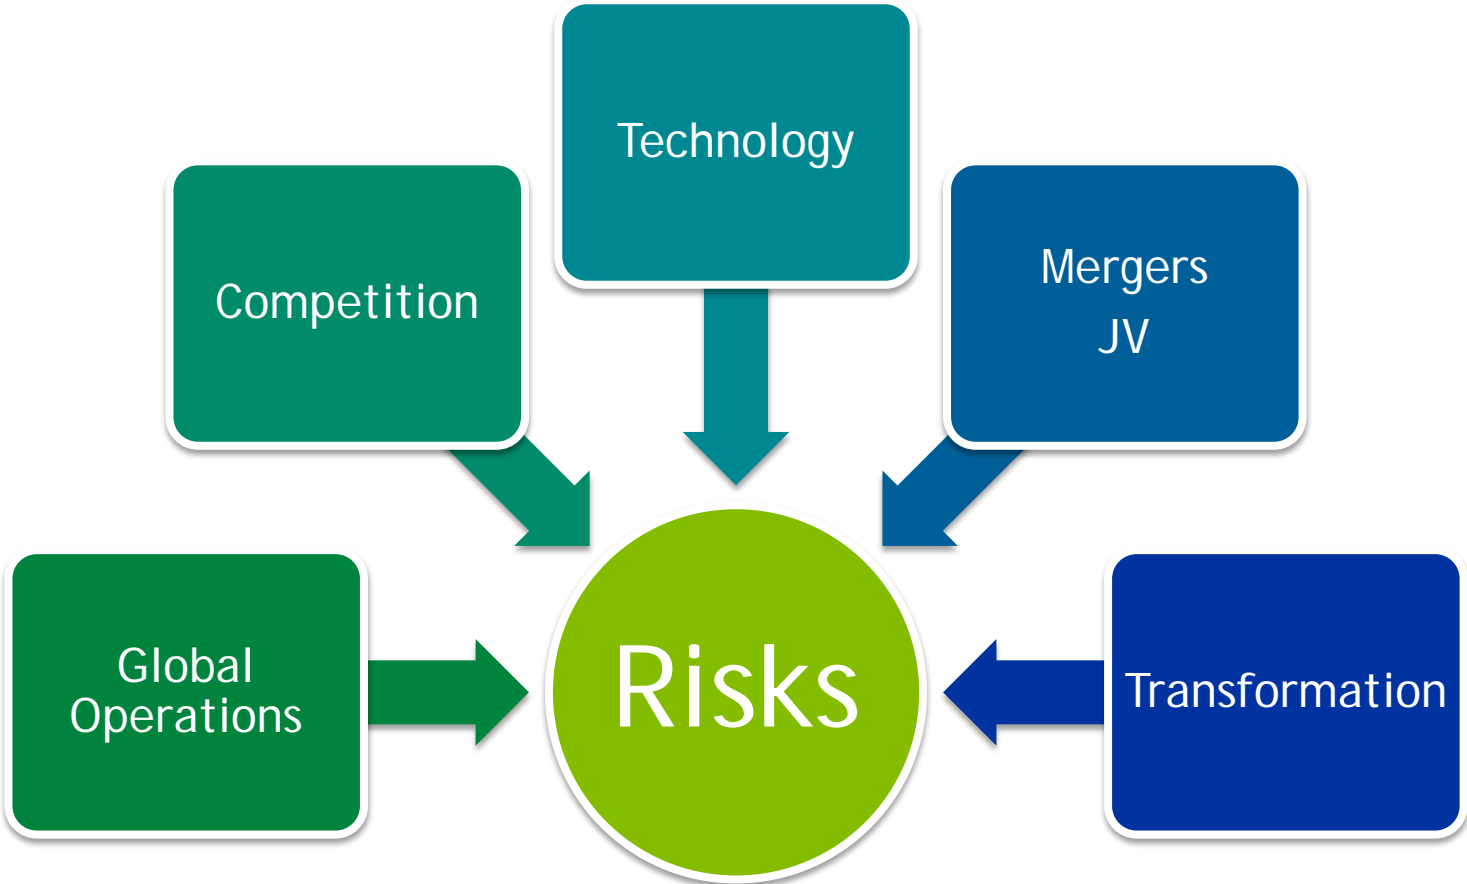 Technology
Competition
Mergers
JV
Global
Operations
Risks
Transformation